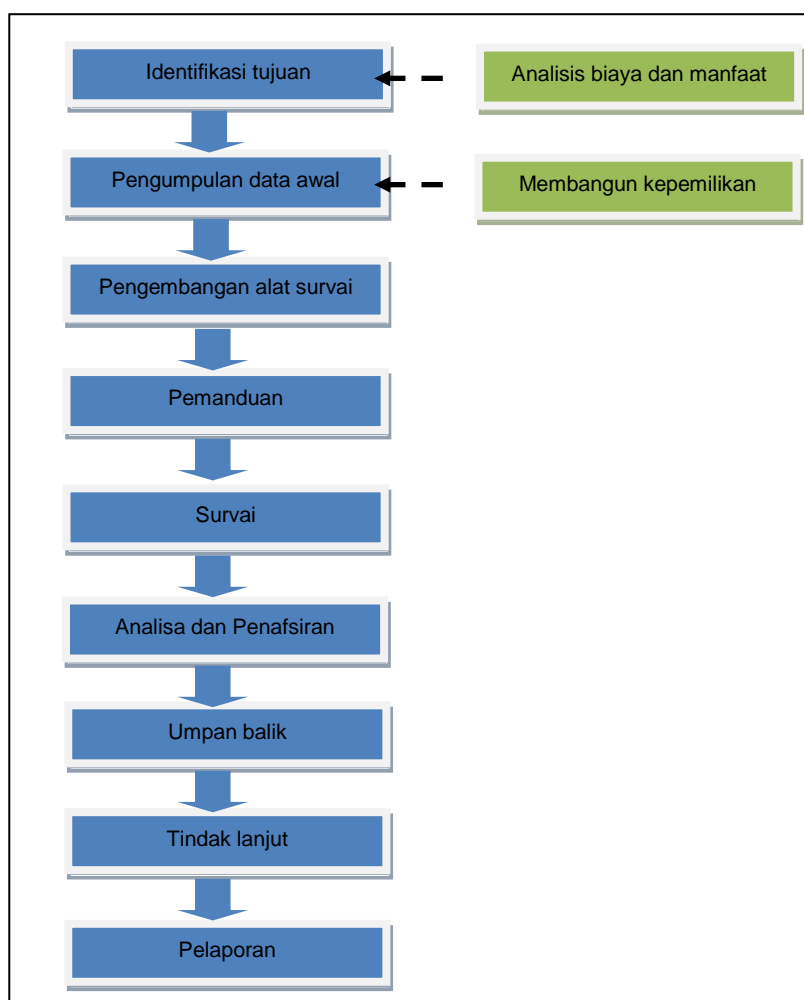 Identifikasi tujuan
Analisis biaya dan manfaat
Pengumpulan data awal
Membangun kepemilikan
Pengembangan alat survai
Pemanduan
Survai
Analisa dan Penafsiran
Umpan balik
Tindak lanjut
Pelaporan